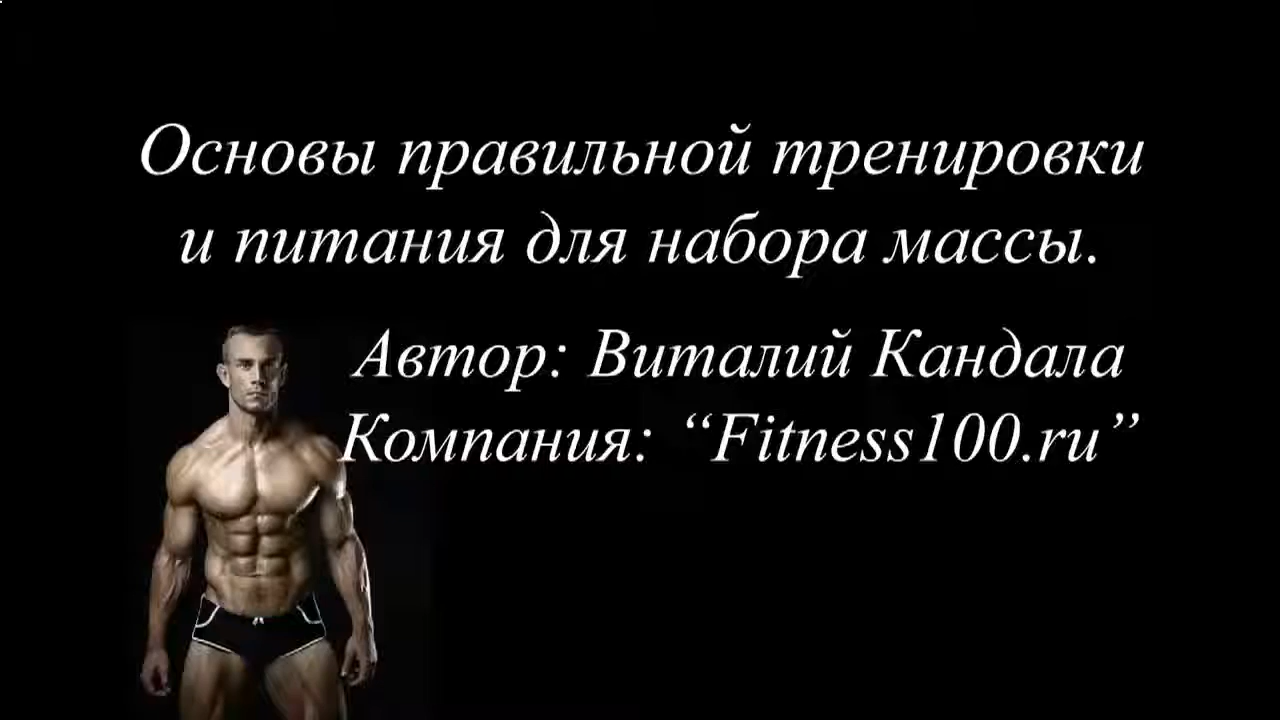 Основы правильной тренировки
и питания для набора массы.
Автор: Виталий Кандала
Компания: “Fitness100.ru”